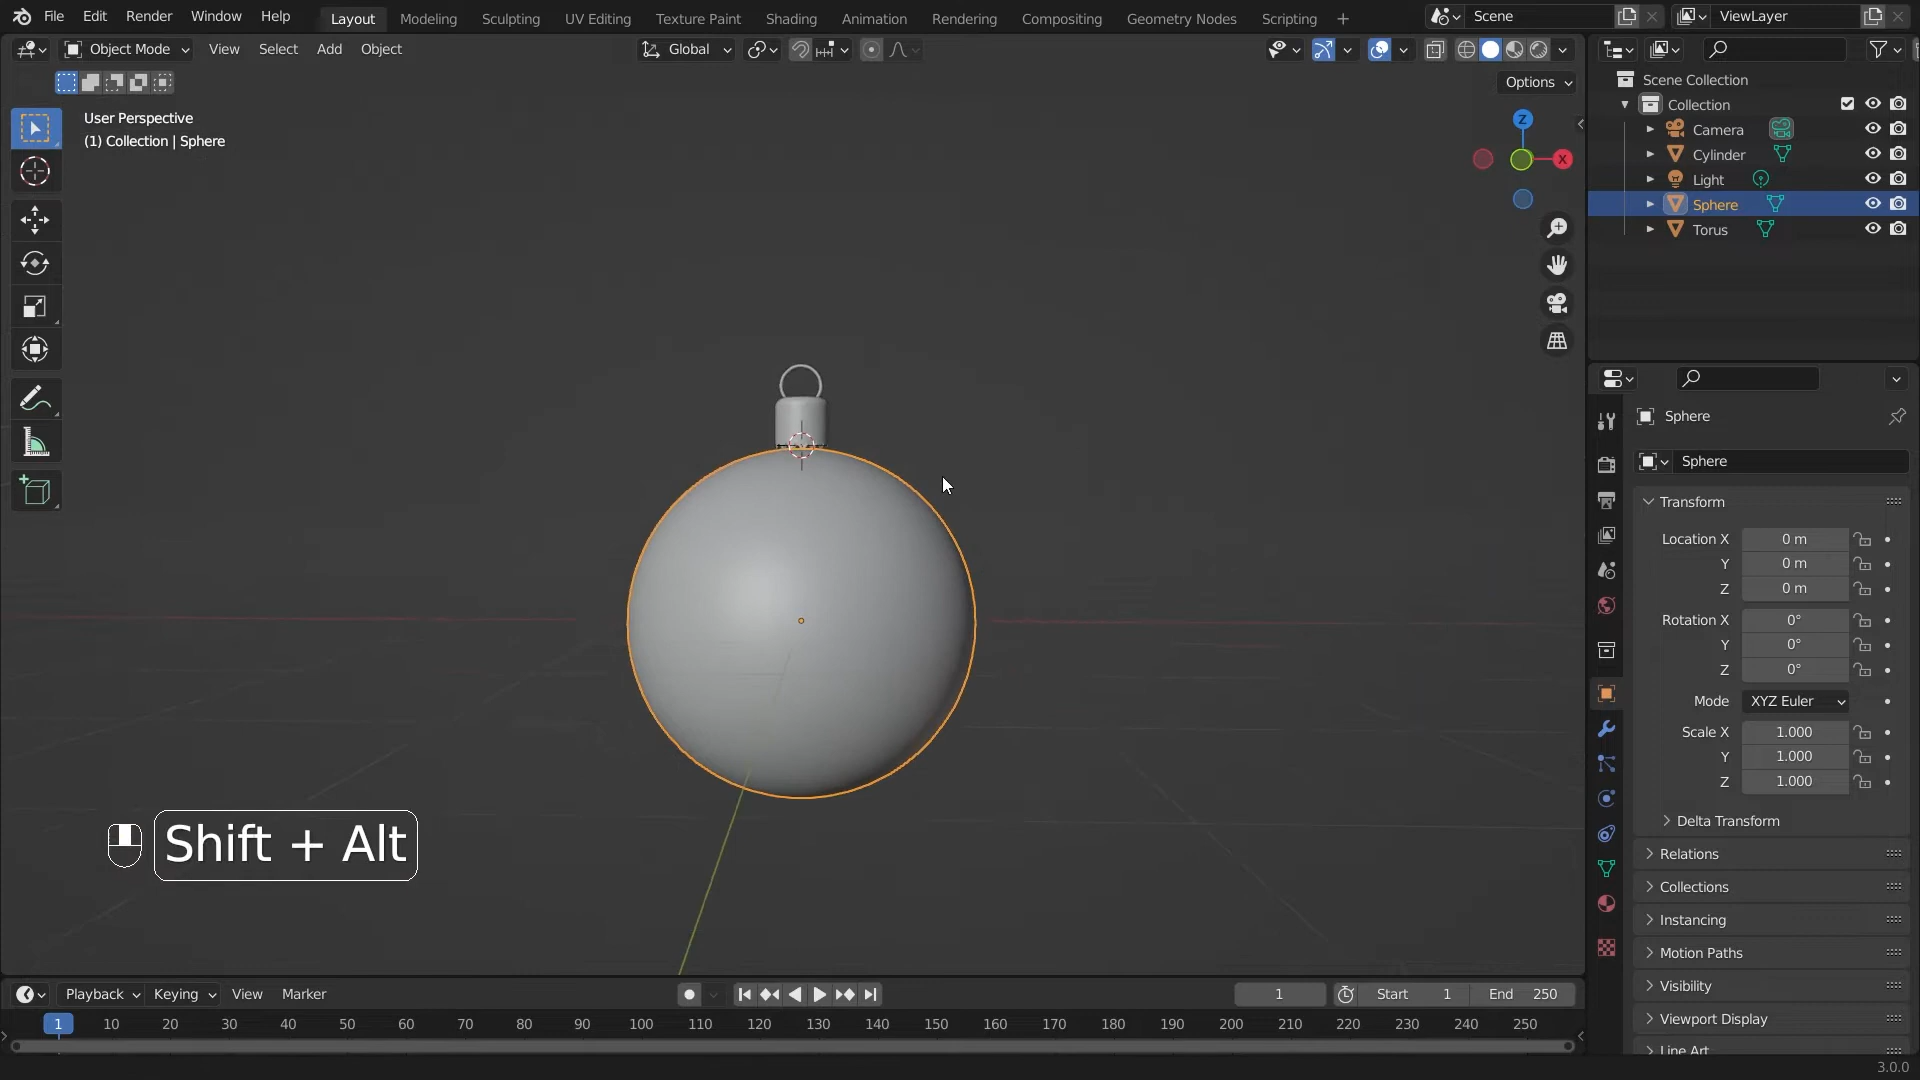 File Edit Render Window Help Layout Modeling Sculpting UV Editing Texture Paint Shading Animation Rendering Compositing Geometry Nodes Scripting + Scene ViewLayer
Object Mode View Select Add Object Global
Options
User Perspective
(1) Collection | Sphere
Z
X
Scene Collection
Collection
Camera
Cylinder
Light
Sphere
Torus
Sphere
Sphere
Transform
Location X 0 m
Y 0 m
Z 0 m
Rotation X 0°
Y 0°
Z 0°
Mode XYZ Euler
Scale X 1.000
Y 1.000
Z 1.000
Delta Transform
Relations
Collections
Instancing
Motion Paths
Visibility
Viewport Display
Line Art
Shift + Alt
Playback Keying View Marker 1 Start 1 End 250
1 10 20 30 40 50 60 70 80 90 100 110 120 130 140 150 160 170 180 190 200 210 220 230 240 250
3.0.0